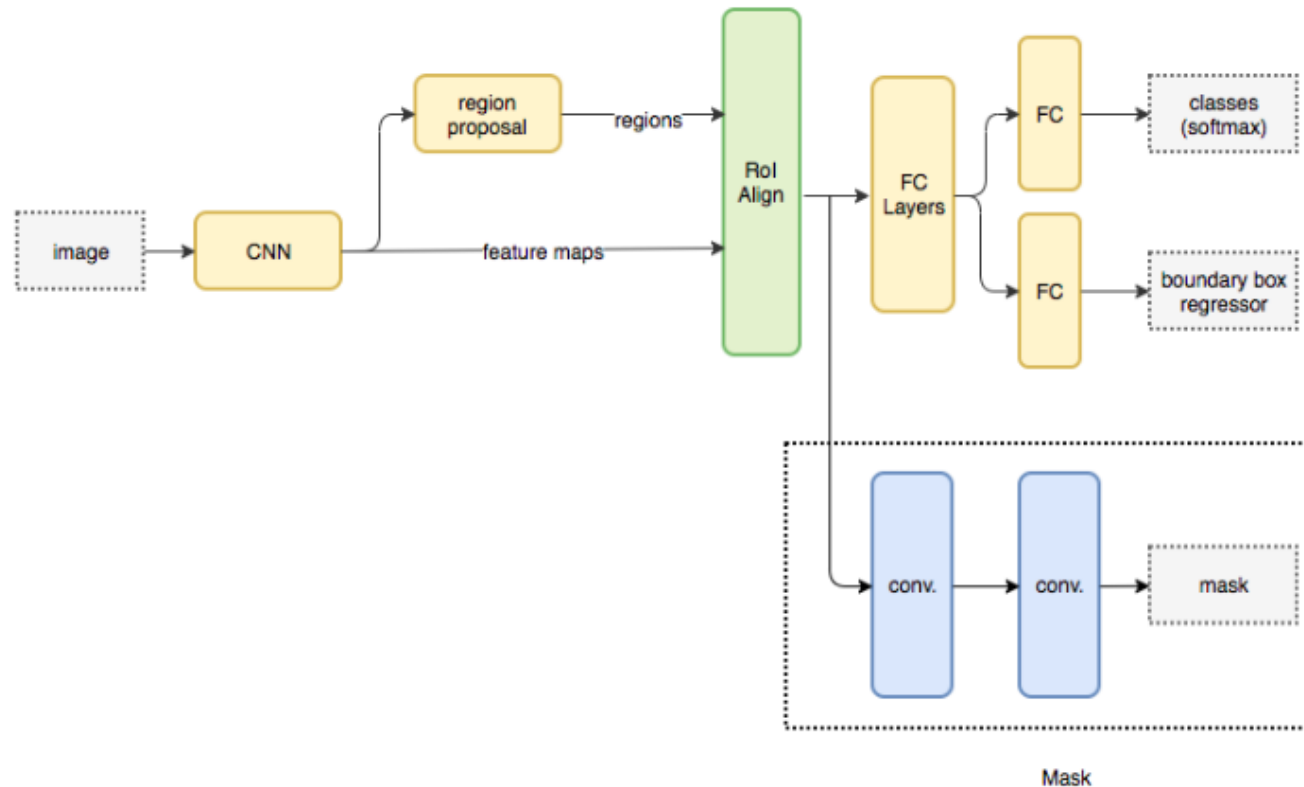 region
proposal
regions
image
CNN
feature maps
RoI
Align
FC
Layers
FC
classes
(softmax)
FC
boundary box
regressor
conv.
conv.
mask
Mask